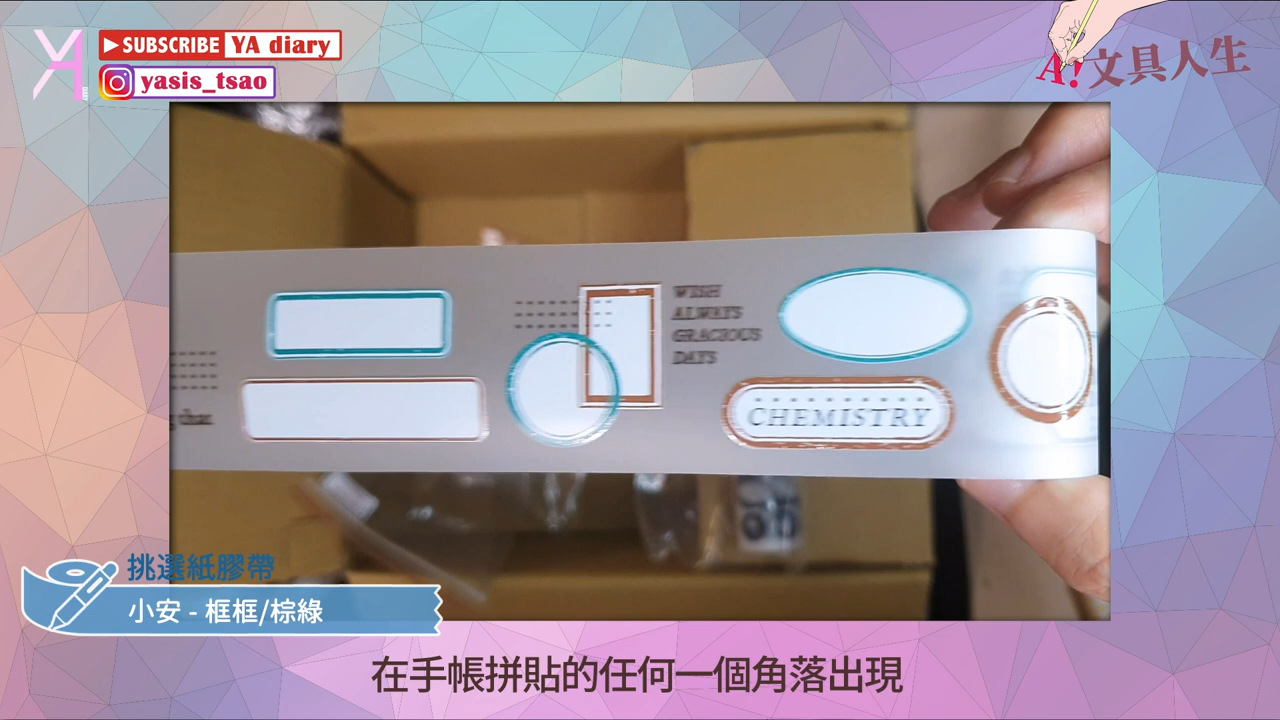 YA
SUBSCRIBE YA diary
yasis_tsao
A!文具人生
WISH
ALWAYS
GRACIOUS
DAYS
CHEMISTRY
挑選紙膠帶
小安 - 框框/棕綠
在手帳拼貼的任何一個角落出現